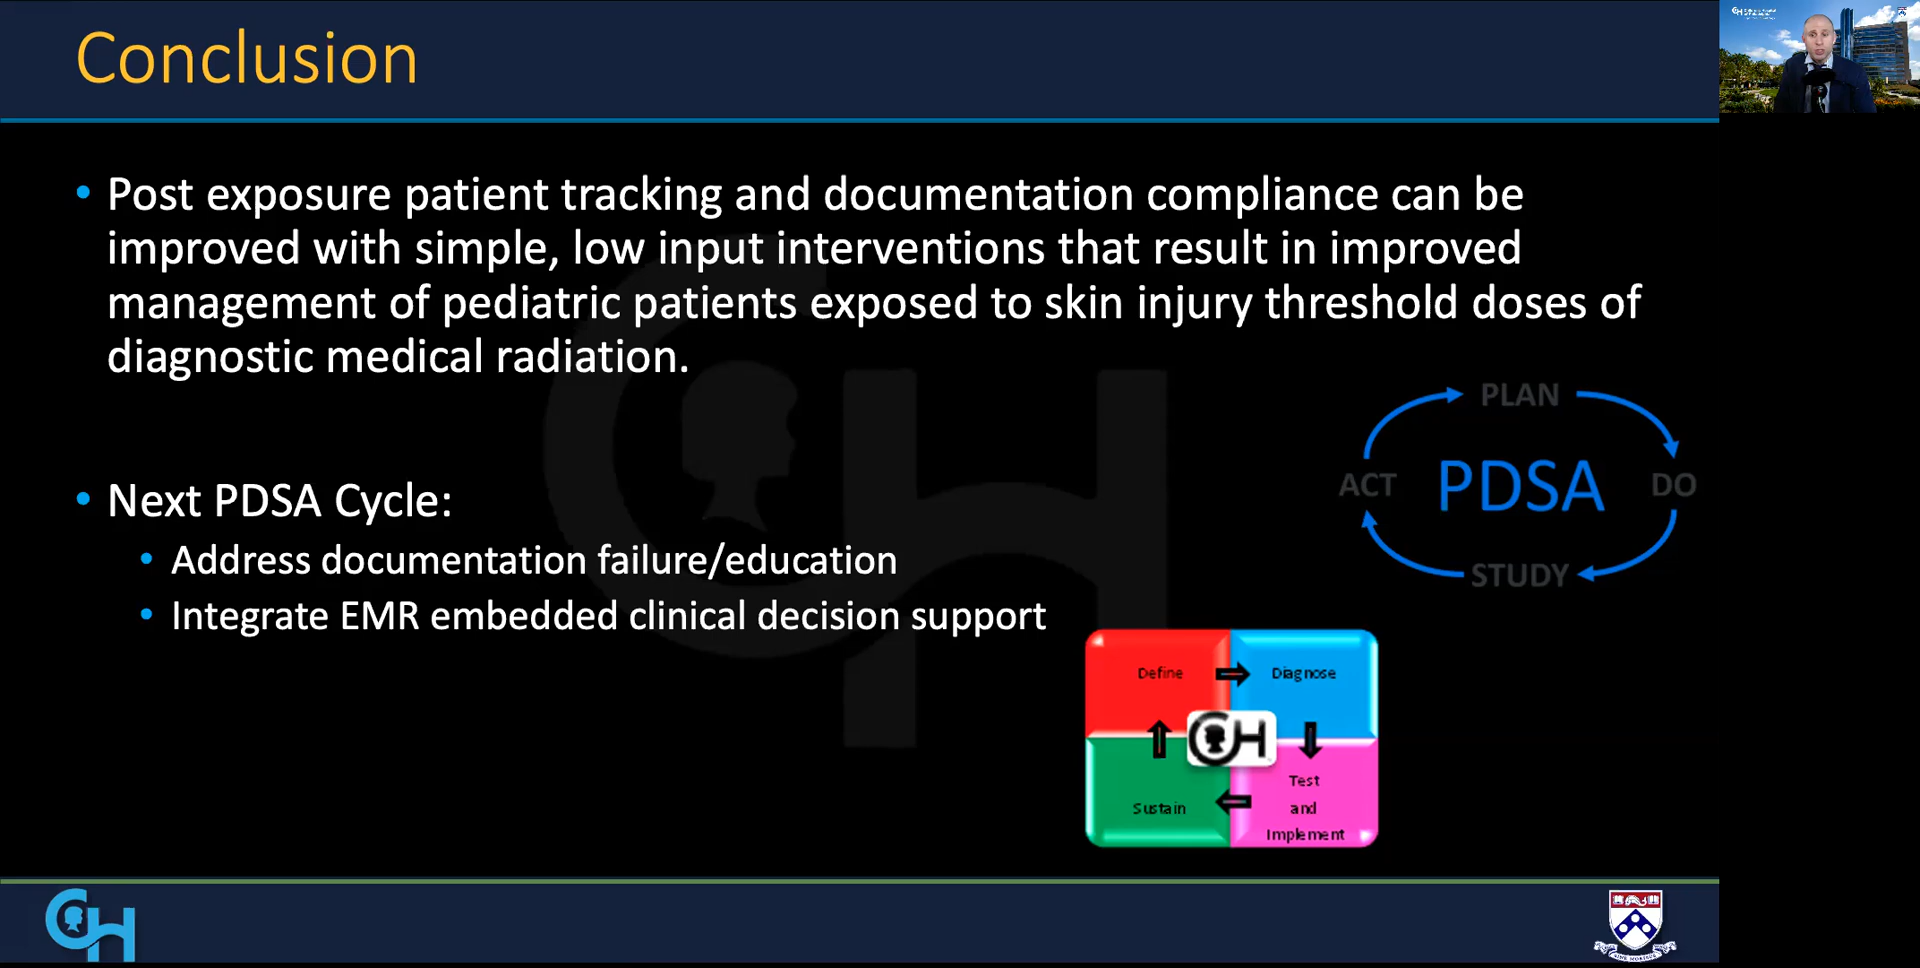 Conclusion
• Post exposure patient tracking and documentation compliance can be
improved with simple, low input interventions that result in improved
management of pediatric patients exposed to skin injury threshold doses of
diagnostic medical radiation.
• Next PDSA Cycle:
• Address documentation failure/education
• Integrate EMR embedded clinical decision support
PLAN
ACT
PDSA
DO
STUDY
Define
Diagnose
CH
Sustain
Test
and
Implement
CH